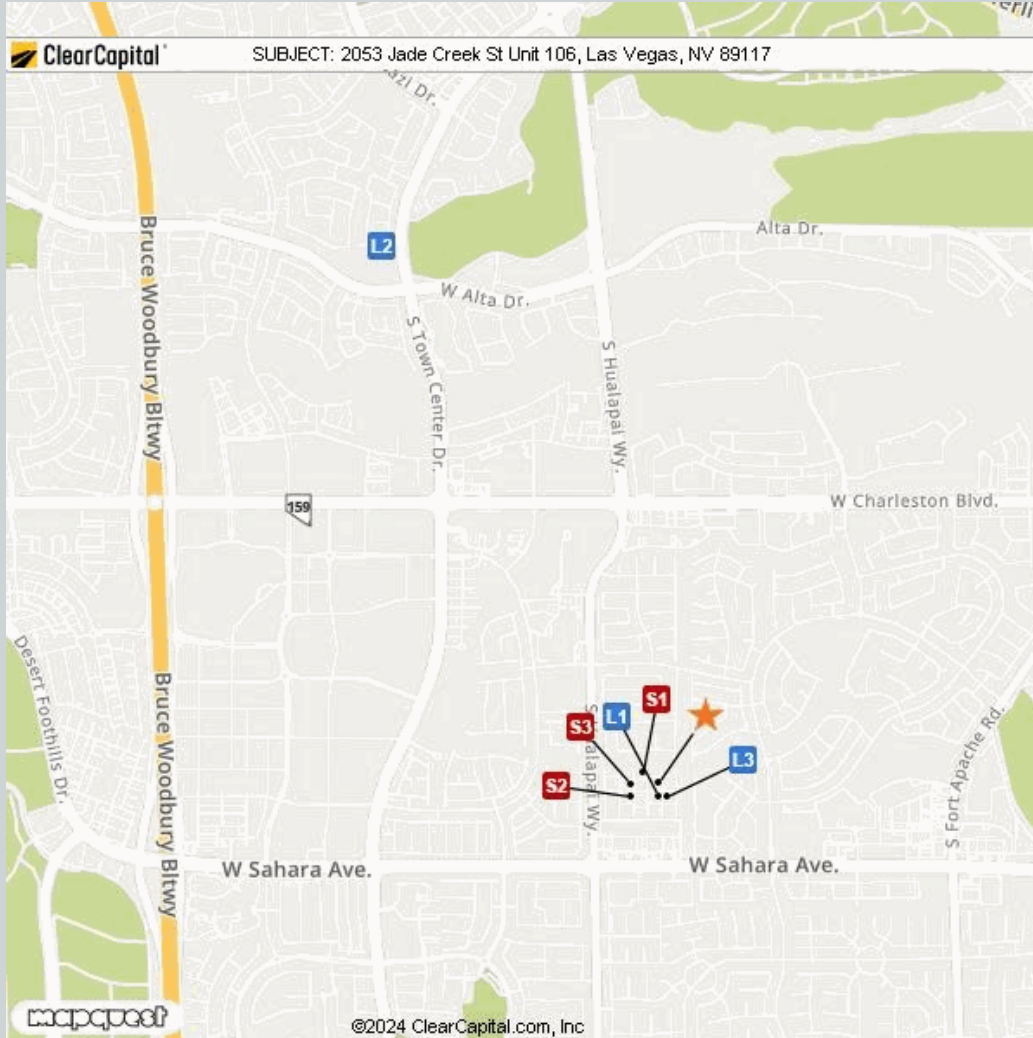 ClearCapital
SUBJECT: 2053 Jade Creek St Unit 106, Las Vegas, NV 89117
Dr.
Alta Dr.
L2
W Alta Dr.
Bruce Woodbury Bltwy
S Town Center Dr.
S Hualapai Wy.
159
W Charleston Blvd.
Desert Foothills Dr.
Bruce Woodbury Bltwy
S1
L1
S3
L3
S2
Wy.
S Fort Apache Rd.
W Sahara Ave.
W Sahara Ave.
mapquest
©2024 ClearCapital.com, Inc